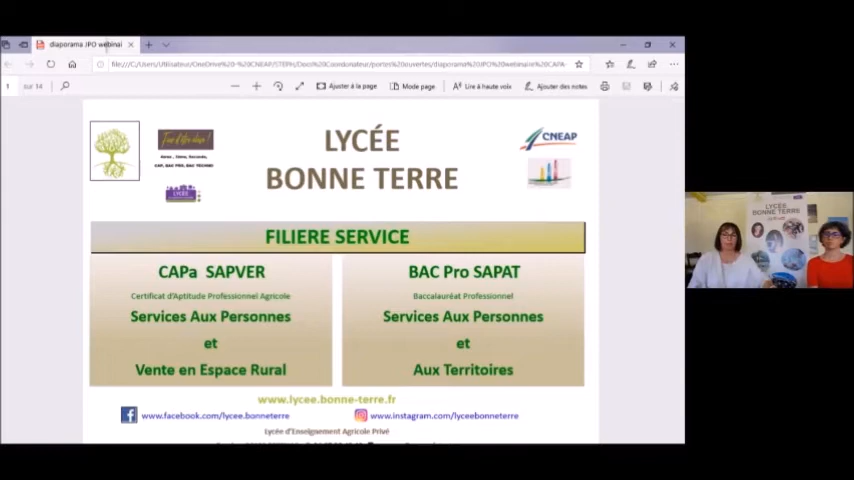 diaporama JPO webinai
sur 14
Ajuster à la page
Mode page
Lire à haute voix
Ajouter des notes
CNEAP
LYCÉE
BONNE TERRE
FILIERE SERVICE
CAPa SAPVER
Certificat d'Aptitude Professionnel Agricole
Services Aux Personnes
et
Vente en Espace Rural
BAC Pro SAPAT
Baccalauréat Professionnel
Services Aux Personnes
et
Aux Territoires
www.lycee.bonne-terre.fr
www.facebook.com/lycee.bonneterre
www.instagram.com/lyceebonneterre
Lycée d'Enseignement Agricole Privé
LYCEE
BONNE TERRE